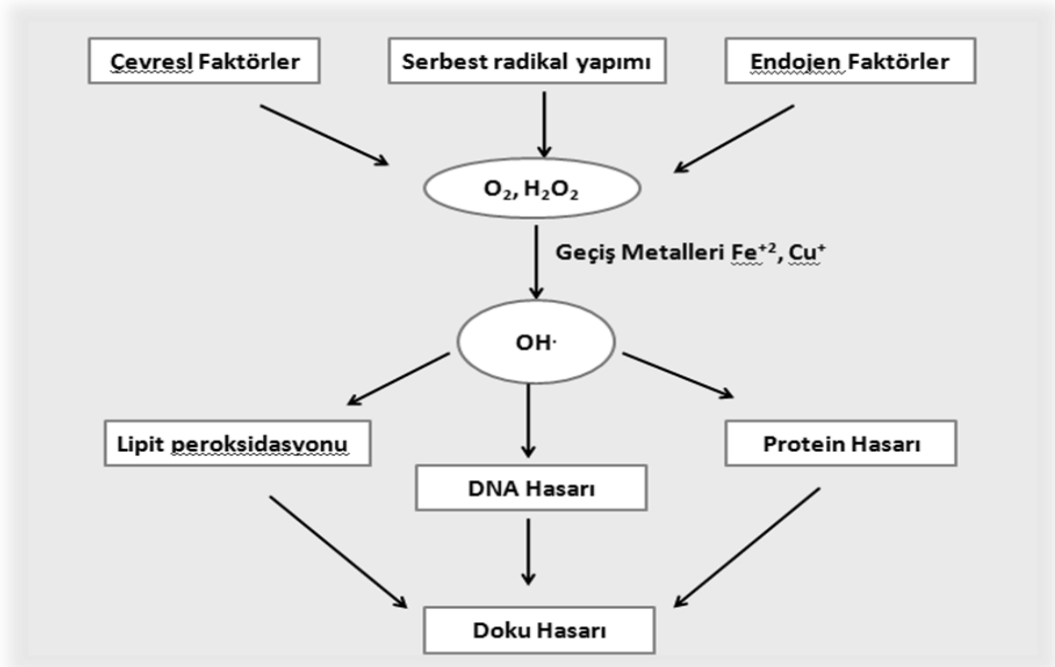 Çevresl Faktörler
Serbest radikal yapımı
Endojen Faktörler
O₂, H₂O₂
Geçiş Metalleri Fe⁺², Cu⁺
OH·
Lipit peroksidasyonu
Protein Hasarı
DNA Hasarı
Doku Hasarı